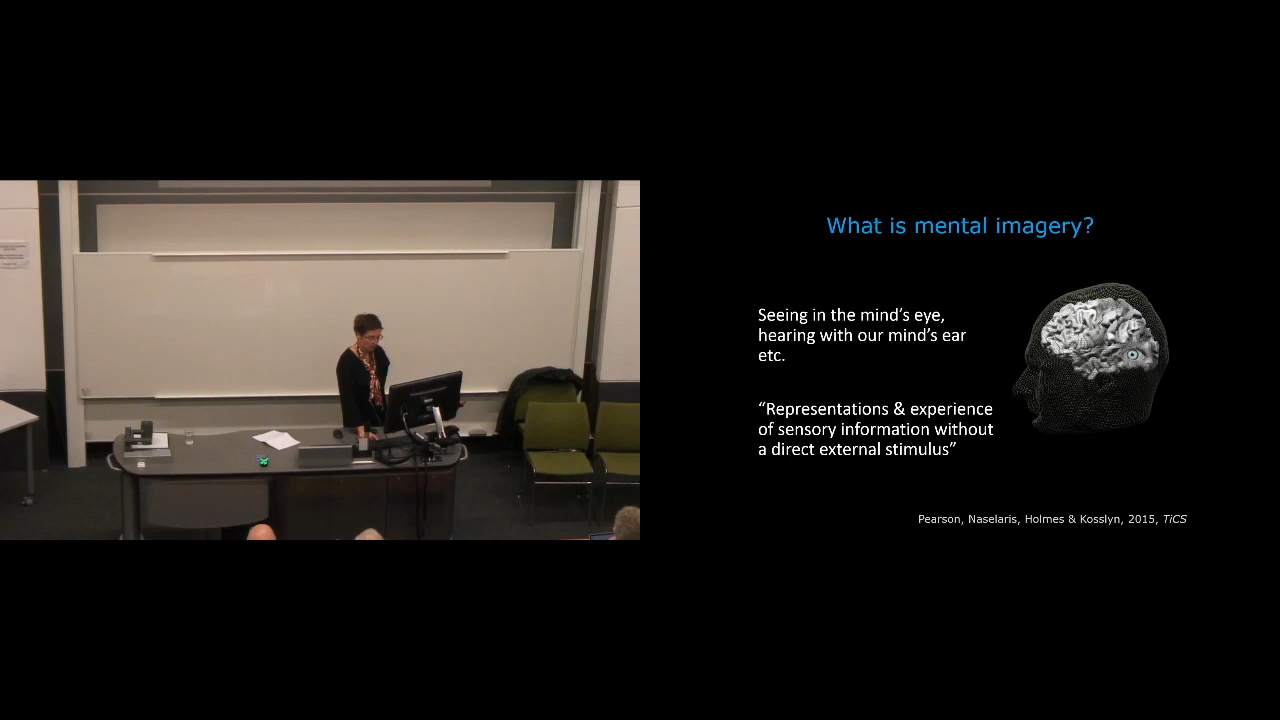 What is mental imagery?
Seeing in the mind’s eye,
hearing with our mind’s ear
etc.
“Representations & experience
of sensory information without
a direct external stimulus”
Pearson, Naselaris, Holmes & Kosslyn, 2015, TiCS